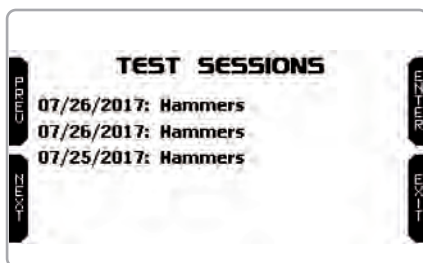 TEST SESSIONS
PREV
ENTER
07/26/2017: Hammers
07/26/2017: Hammers
07/25/2017: Hammers
NEXT
EXIT